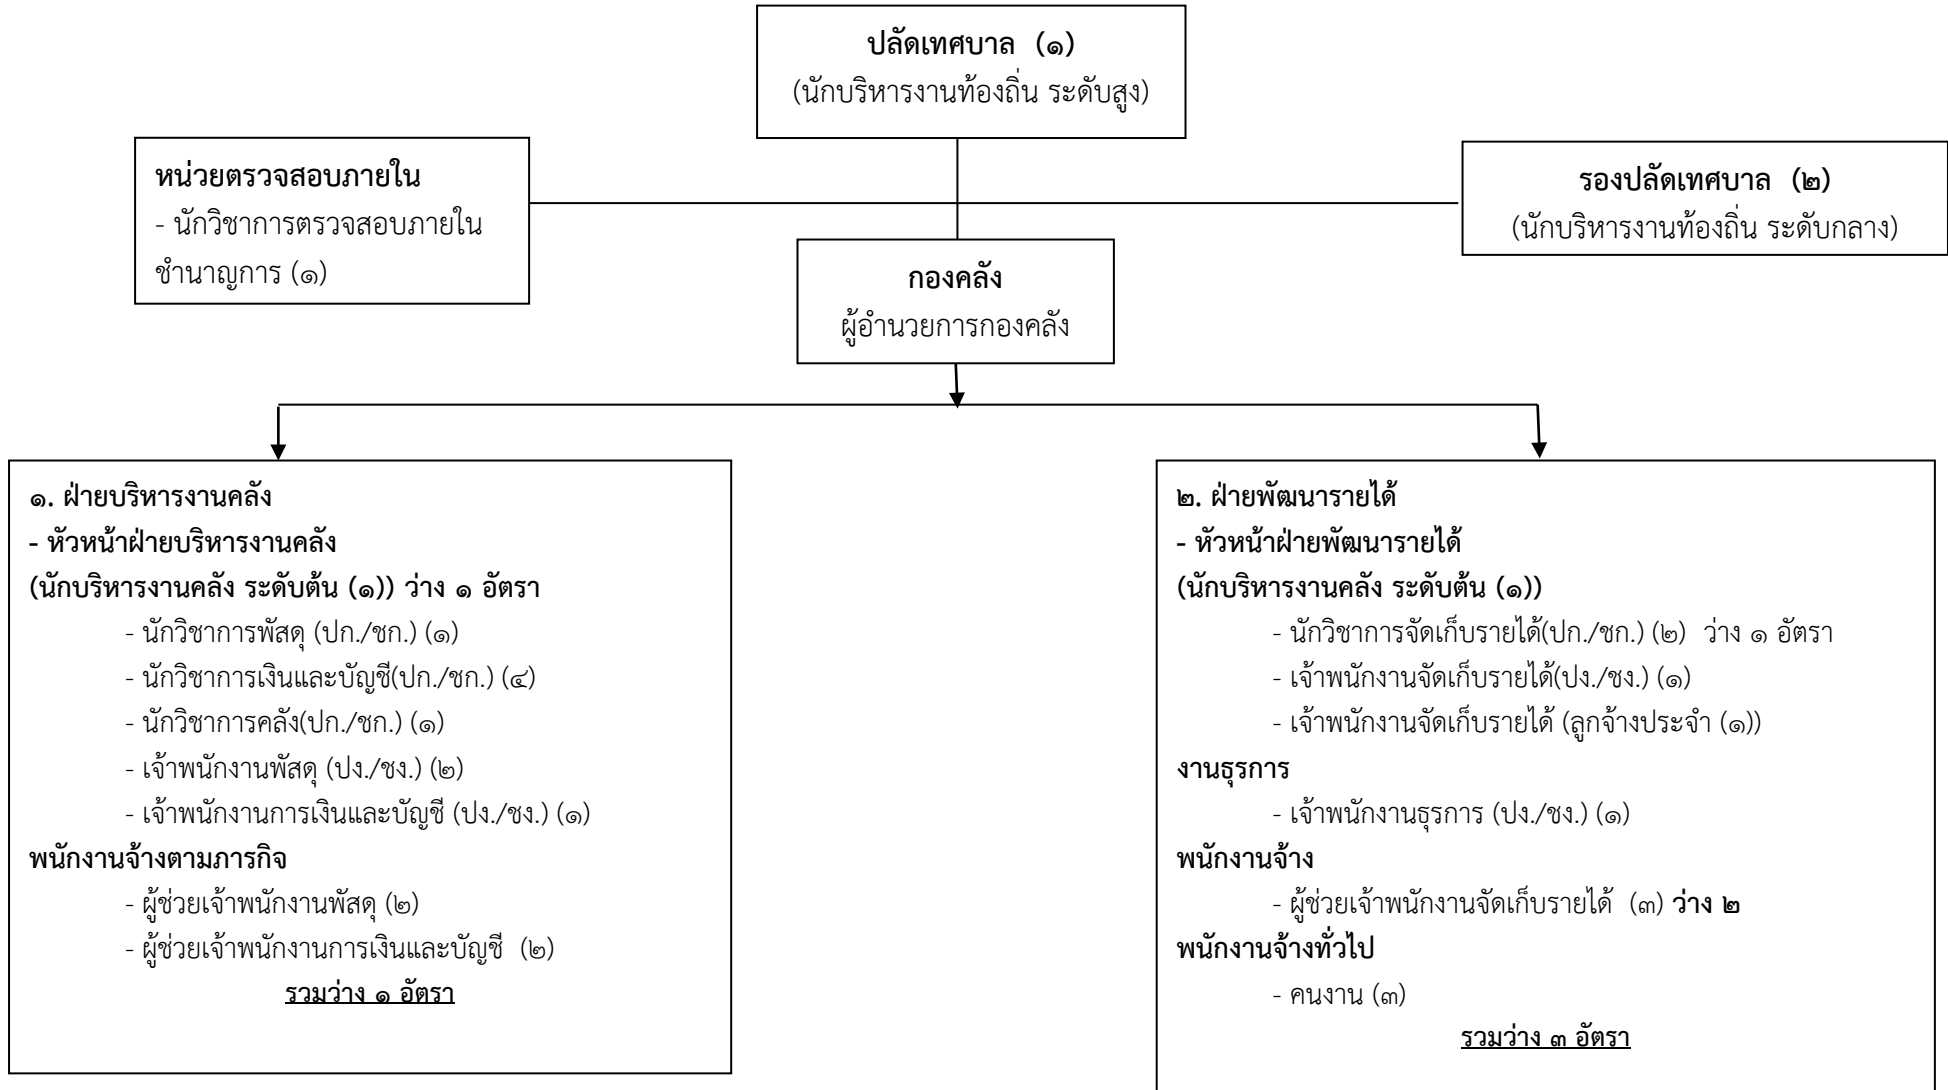 ปลัดเทศบาล (๑)
(นักบริหารงานท้องถิ่น ระดับสูง)
หน่วยตรวจสอบภายใน
- นักวิชาการตรวจสอบภายใน
ชำนาญการ (๑)
รองปลัดเทศบาล (๒)
(นักบริหารงานท้องถิ่น ระดับกลาง)
กองคลัง
ผู้อำนวยการกองคลัง
๑. ฝ่ายบริหารงานคลัง
- หัวหน้าฝ่ายบริหารงานคลัง
(นักบริหารงานคลัง ระดับต้น (๑)) ว่าง ๑ อัตรา
- นักวิชาการพัสดุ (ปก./ชก.) (๑)
- นักวิชาการเงินและบัญชี(ปก./ชก.) (๔)
- นักวิชาการคลัง(ปก./ชก.) (๑)
- เจ้าพนักงานพัสดุ (ปง./ชง.) (๒)
- เจ้าพนักงานการเงินและบัญชี (ปง./ชง.) (๑)
พนักงานจ้างตามภารกิจ
- ผู้ช่วยเจ้าพนักงานพัสดุ (๒)
- ผู้ช่วยเจ้าพนักงานการเงินและบัญชี (๒)
รวมว่าง ๑ อัตรา
๒. ฝ่ายพัฒนารายได้
- หัวหน้าฝ่ายพัฒนารายได้
(นักบริหารงานคลัง ระดับต้น (๑))
- นักวิชาการจัดเก็บรายได้(ปก./ชก.) (๒) ว่าง ๑ อัตรา
- เจ้าพนักงานจัดเก็บรายได้(ปง./ชง.) (๑)
- เจ้าพนักงานจัดเก็บรายได้ (ลูกจ้างประจำ (๑))
งานธุรการ
- เจ้าพนักงานธุรการ (ปง./ชง.) (๑)
พนักงานจ้าง
- ผู้ช่วยเจ้าพนักงานจัดเก็บรายได้ (๓) ว่าง ๒
พนักงานจ้างทั่วไป
- คนงาน (๓)
รวมว่าง ๓ อัตรา